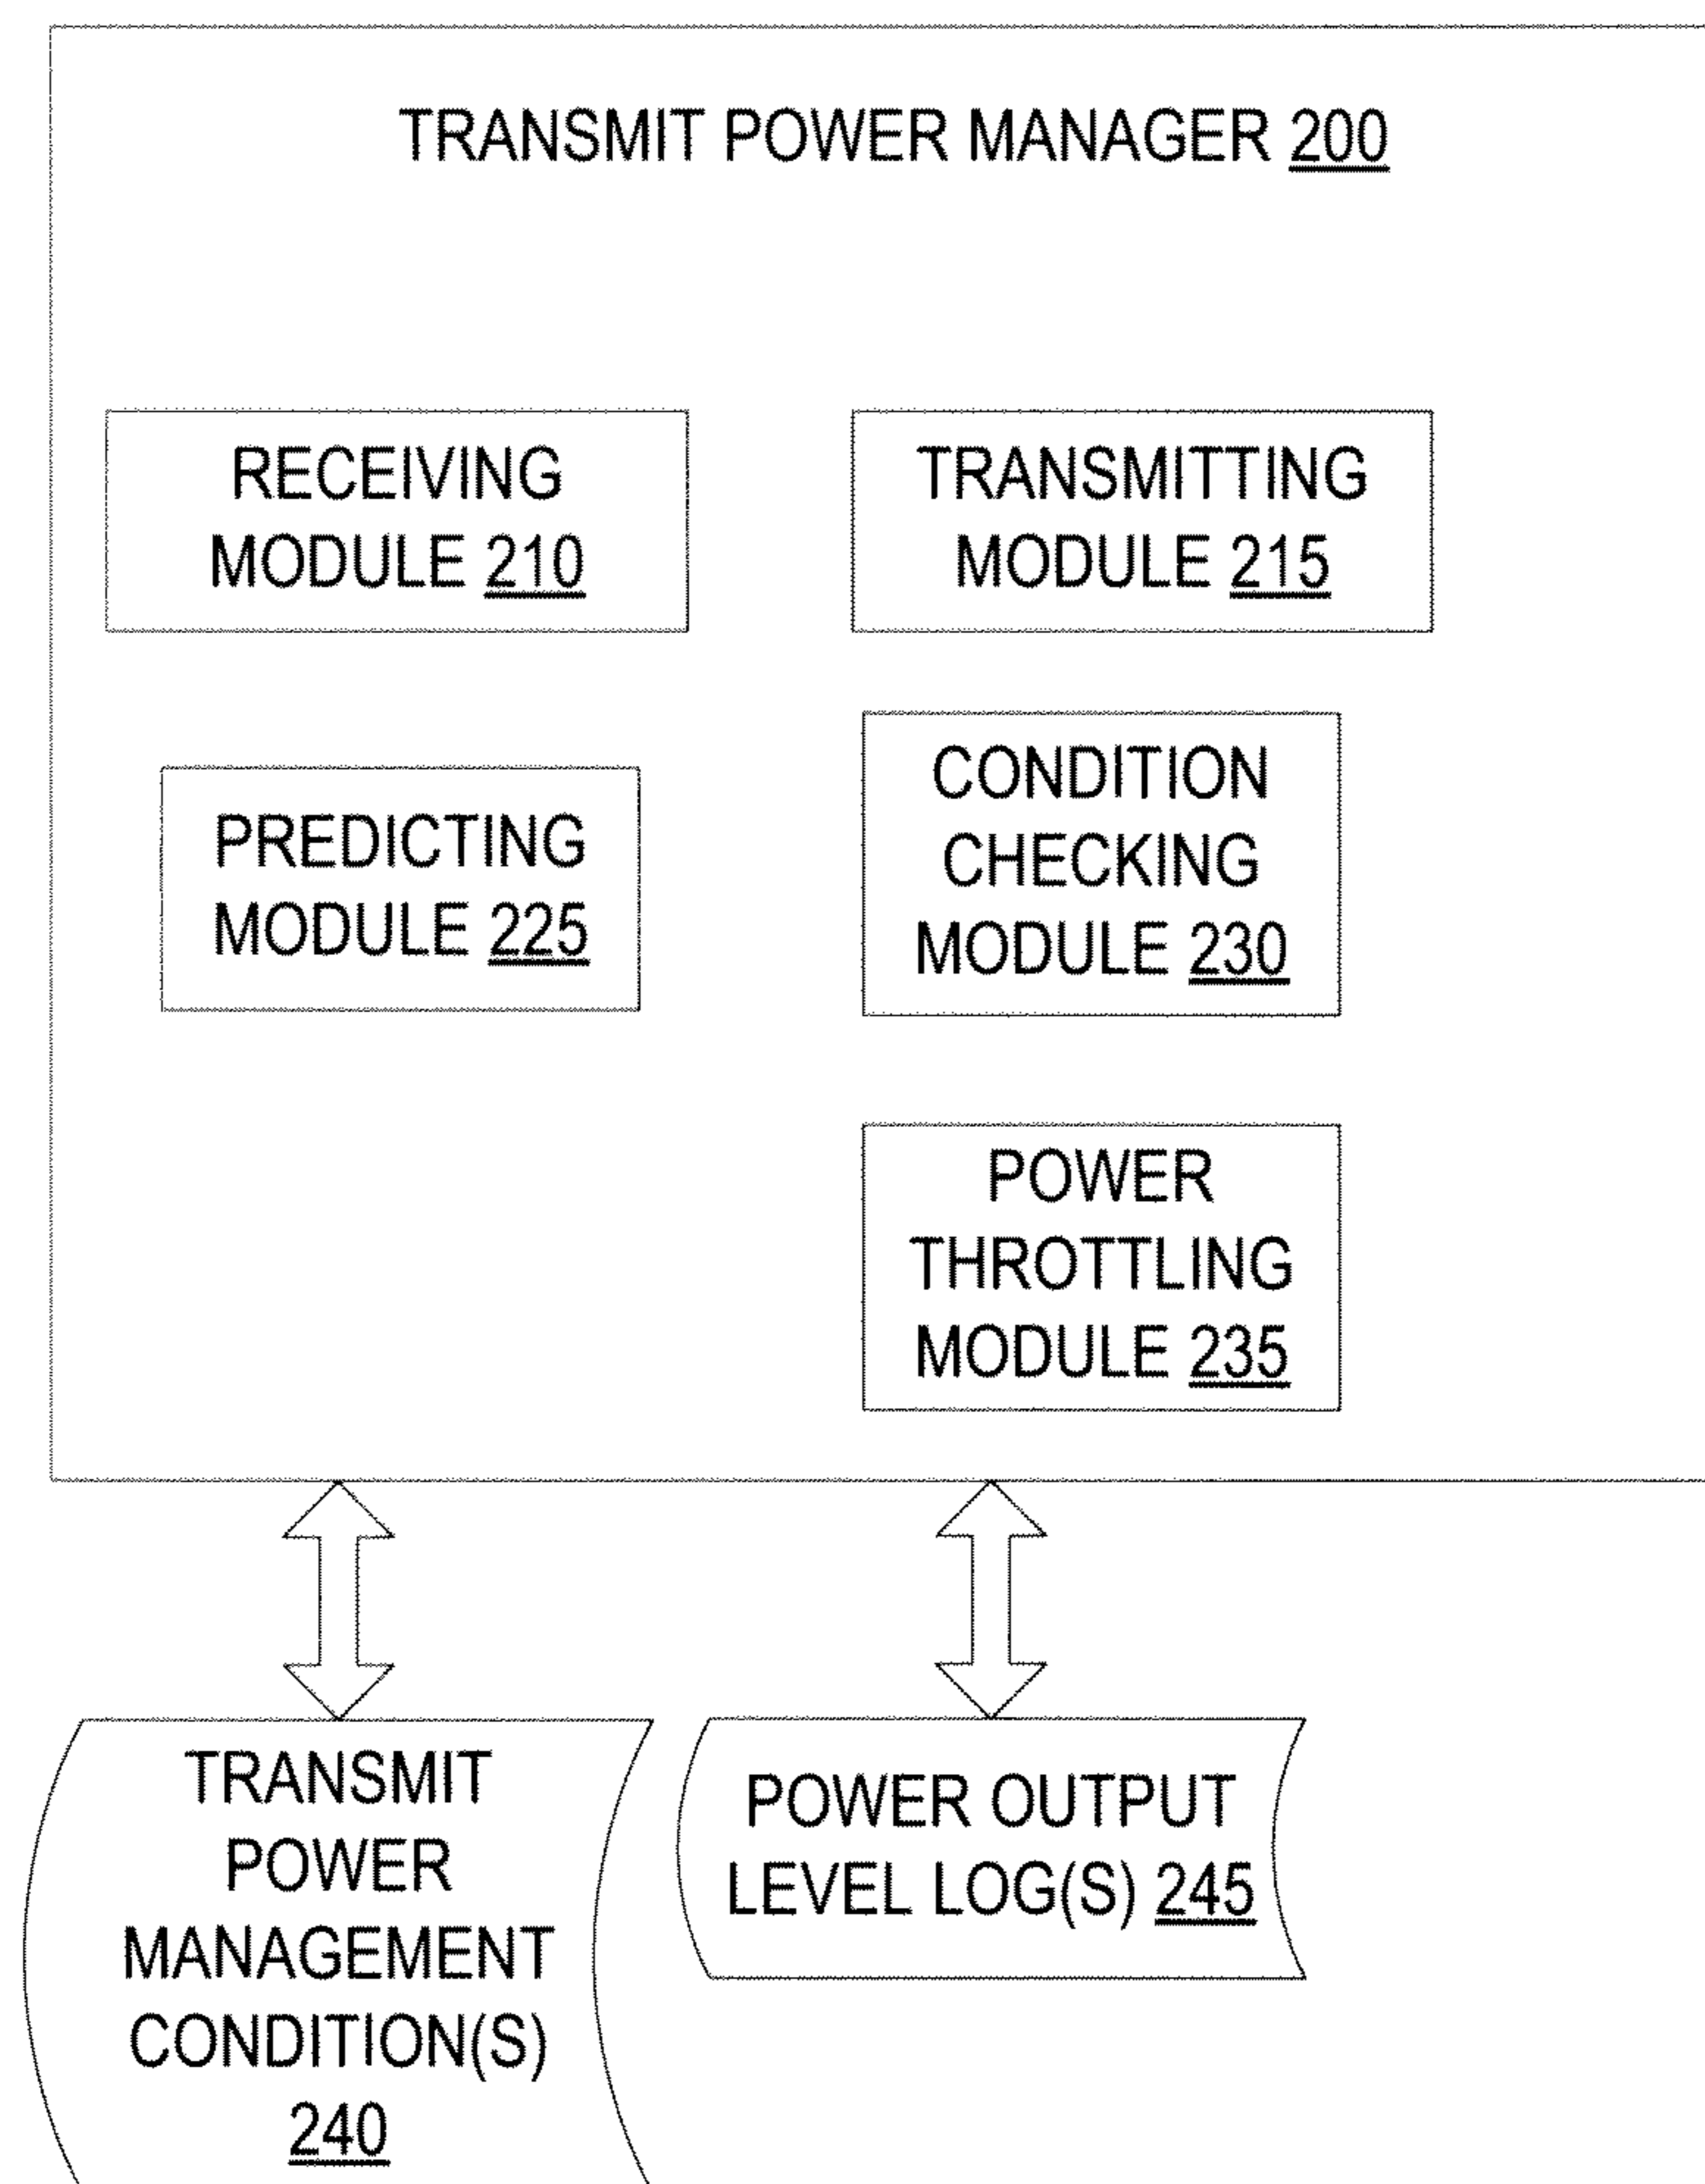 TRANSMIT POWER MANAGER 200
RECEIVING
MODULE 210
TRANSMITTING
MODULE 215
PREDICTING
MODULE 225
CONDITION
CHECKING
MODULE 230
POWER
THROTTLING
MODULE 235
TRANSMIT
POWER
MANAGEMENT
CONDITION(S)
240
POWER OUTPUT
LEVEL LOG(S) 245